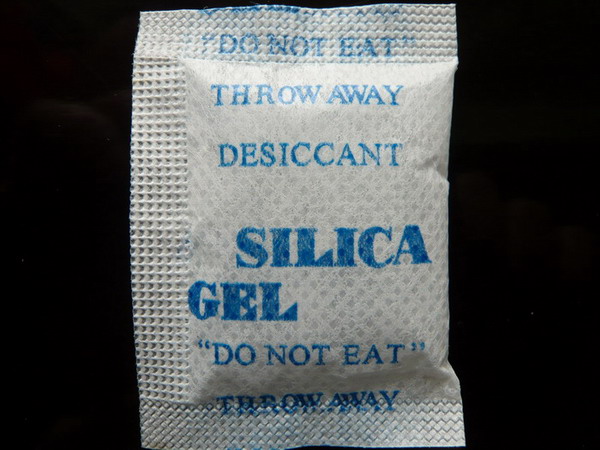 "DO NOT EAT"
THROW AWAY
DESICCANT
SILICA
GEL
"DO NOT EAT"
THROW AWAY